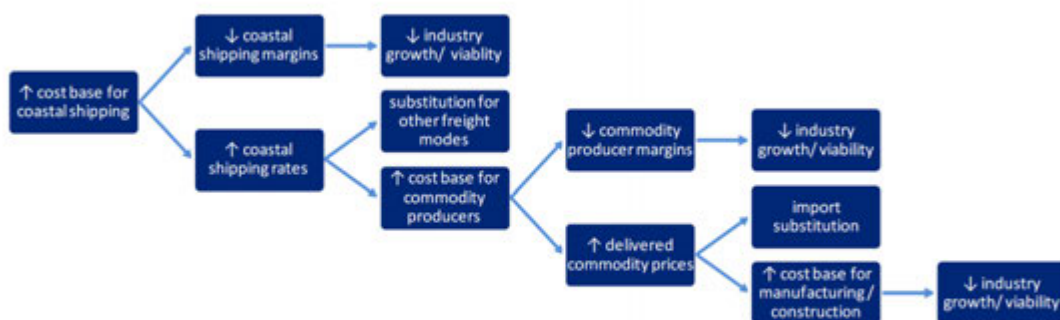 ↑ cost base for
coastal shipping
↓ coastal
shipping margins
↓ industry
growth/ viablity
↑ coastal
shipping rates
substitution for
other freight
modes
↑ cost base for
commodity
producers
↓ commodity
producer margins
↓ industry
growth/ viability
↑ delivered
commodity prices
import
substitution
↑ cost base for
manufacturing /
construction
↓ industry
growth/ viability